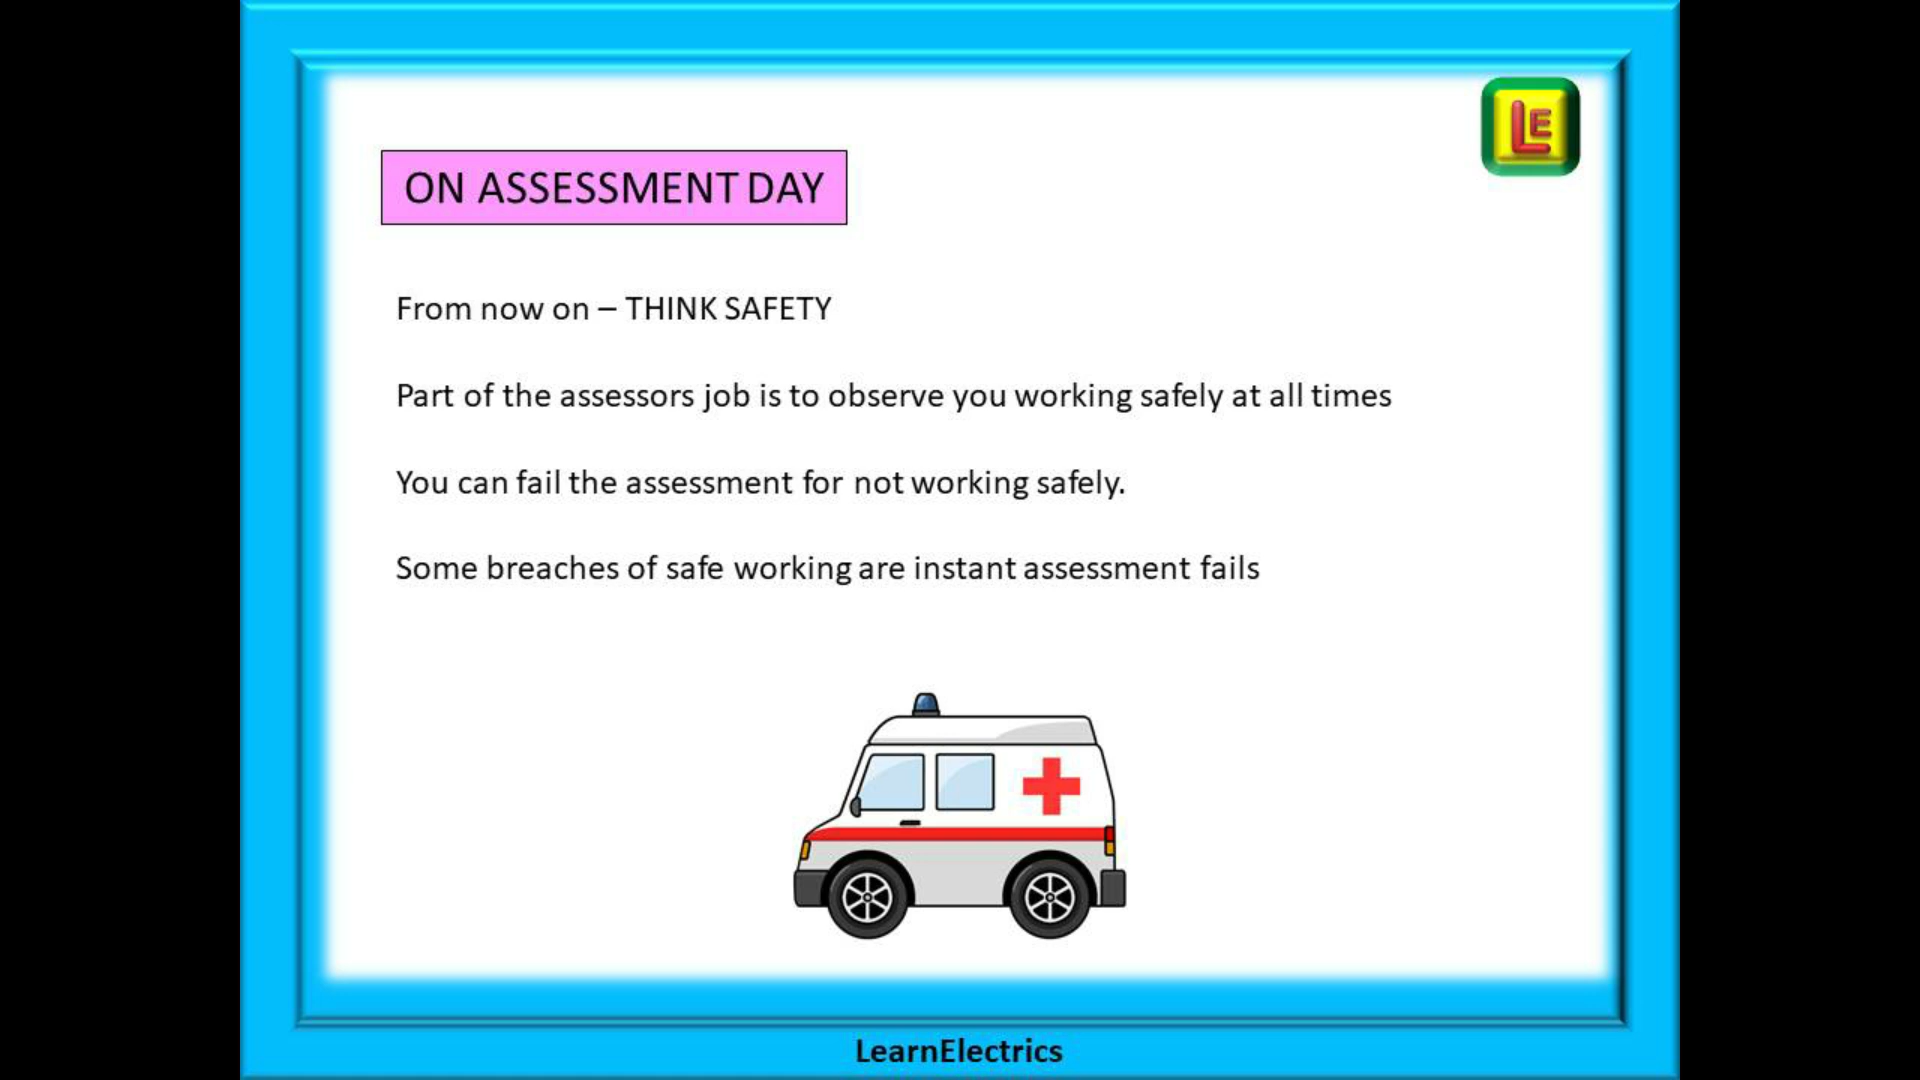 LE
ON ASSESSMENT DAY
From now on – THINK SAFETY
Part of the assessors job is to observe you working safely at all times
You can fail the assessment for not working safely.
Some breaches of safe working are instant assessment fails
LearnElectrics